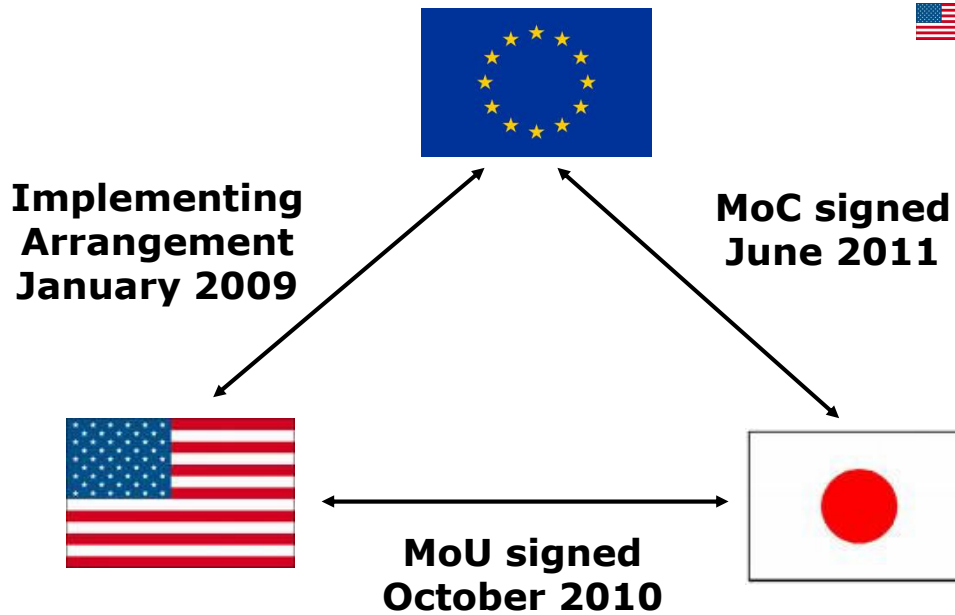 Implementing
Arrangement
January 2009
MoC signed
June 2011
MoU signed
October 2010